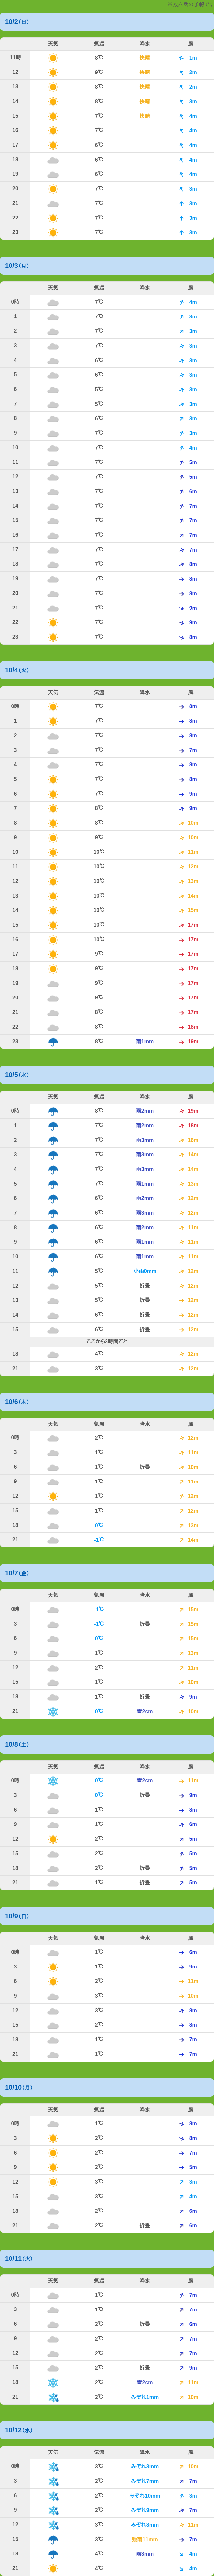 10/2(日)
天気 気温 降水 風
11時 8℃ 快晴 1m
12 9℃ 快晴 2m
13 8℃ 快晴 2m
14 8℃ 快晴 3m
15 7℃ 快晴 4m
16 7℃ 4m
17 6℃ 4m
18 6℃ 4m
19 6℃ 4m
20 7℃ 3m
21 7℃ 3m
22 7℃ 3m
23 7℃ 3m
10/3(月)
天気 気温 降水 風
0時 7℃ 4m
1 7℃ 3m
2 7℃ 3m
3 7℃ 3m
4 6℃ 3m
5 6℃ 3m
6 5℃ 3m
7 5℃ 3m
8 6℃ 3m
9 7℃ 3m
10 7℃ 4m
11 7℃ 5m
12 7℃ 5m
13 7℃ 6m
14 7℃ 7m
15 7℃ 7m
16 7℃ 7m
17 7℃ 7m
18 7℃ 8m
19 7℃ 8m
20 7℃ 8m
21 7℃ 9m
22 7℃ 9m
23 7℃ 8m
10/4(火)
天気 気温 降水 風
0時 7℃ 8m
1 7℃ 8m
2 7℃ 8m
3 7℃ 7m
4 7℃ 8m
5 7℃ 8m
6 7℃ 9m
7 8℃ 9m
8 8℃ 10m
9 9℃ 10m
10 10℃ 11m
11 10℃ 12m
12 10℃ 13m
13 10℃ 14m
14 10℃ 15m
15 10℃ 17m
16 10℃ 17m
17 9℃ 17m
18 9℃ 17m
19 9℃ 17m
20 9℃ 17m
21 8℃ 17m
22 8℃ 18m
23 8℃ 雨1mm 19m
10/5(水)
天気 気温 降水 風
0時 8℃ 雨2mm 19m
1 7℃ 雨2mm 18m
2 7℃ 雨3mm 16m
3 7℃ 雨3mm 14m
4 7℃ 雨3mm 14m
5 7℃ 雨1mm 13m
6 6℃ 雨2mm 12m
7 6℃ 雨3mm 12m
8 6℃ 雨2mm 11m
9 6℃ 雨1mm 11m
10 6℃ 雨1mm 11m
11 5℃ 小雨0mm 12m
12 5℃ 折曇 12m
13 5℃ 折曇 12m
14 6℃ 折曇 12m
15 6℃ 折曇 12m
ここから3時間ごと
18 4℃ 12m
21 3℃ 12m
10/6(木)
天気 気温 降水 風
0時 2℃ 12m
3 1℃ 11m
6 1℃ 折曇 10m
9 1℃ 11m
12 1℃ 12m
15 1℃ 12m
18 0℃ 13m
21 -1℃ 14m
10/7(金)
天気 気温 降水 風
0時 -1℃ 15m
3 -1℃ 折曇 15m
6 0℃ 15m
9 1℃ 13m
12 2℃ 11m
15 1℃ 10m
18 1℃ 折曇 9m
21 0℃ 雪2cm 10m
10/8(土)
天気 気温 降水 風
0時 0℃ 雪2cm 11m
3 0℃ 折曇 9m
6 1℃ 8m
9 1℃ 6m
12 2℃ 5m
15 2℃ 5m
18 2℃ 折曇 5m
21 1℃ 折曇 5m
10/9(日)
天気 気温 降水 風
0時 1℃ 6m
3 1℃ 9m
6 2℃ 11m
9 3℃ 10m
12 3℃ 8m
15 2℃ 8m
18 1℃ 7m
21 1℃ 7m
10/10(月)
天気 気温 降水 風
0時 1℃ 8m
3 2℃ 8m
6 2℃ 7m
9 2℃ 5m
12 3℃ 3m
15 3℃ 4m
18 2℃ 6m
21 2℃ 折曇 6m
10/11(火)
天気 気温 降水 風
0時 1℃ 7m
3 1℃ 7m
6 2℃ 折曇 6m
9 2℃ 7m
12 2℃ 7m
15 2℃ 折曇 9m
18 2℃ 雪2cm 11m
21 2℃ みぞれ1mm 10m
10/12(水)
天気 気温 降水 風
0時 3℃ みぞれ3mm 10m
3 2℃ みぞれ7mm 7m
6 2℃ みぞれ10mm 3m
9 2℃ みぞれ9mm 7m
12 3℃ みぞれ8mm 11m
15 3℃ 強雨11mm 7m
18 4℃ 雨3mm 4m
21 4℃ 4m